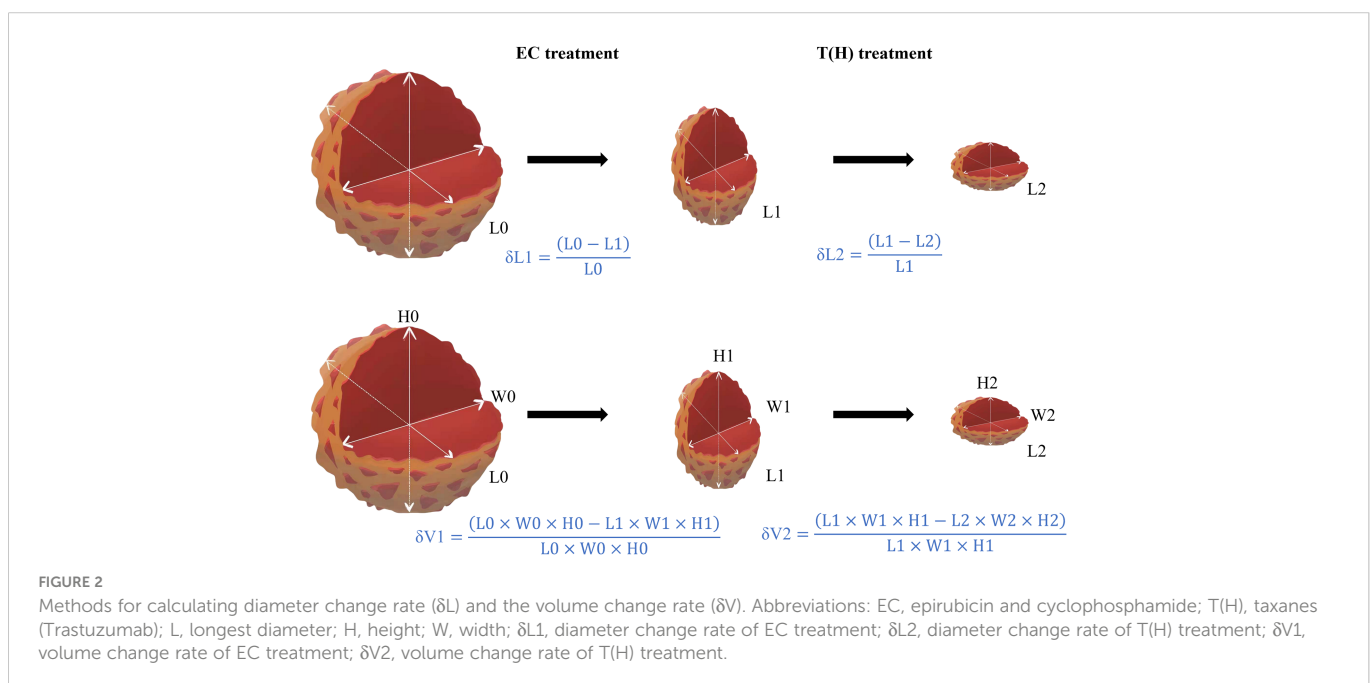 EC treatment
T(H) treatment
L0
L1
L2
δL1 = (L0 − L1) / L0
δL2 = (L1 − L2) / L1
H0
W0
L0
H1
W1
L1
H2
W2
L2
δV1 = (L0 × W0 × H0 − L1 × W1 × H1) / L0 × W0 × H0
δV2 = (L1 × W1 × H1 − L2 × W2 × H2) / L1 × W1 × H1
FIGURE 2
Methods for calculating diameter change rate (δL) and the volume change rate (δV). Abbreviations: EC, epirubicin and cyclophosphamide; T(H), taxanes
(Trastuzumab); L, longest diameter; H, height; W, width; δL1, diameter change rate of EC treatment; δL2, diameter change rate of T(H) treatment; δV1,
volume change rate of EC treatment; δV2, volume change rate of T(H) treatment.